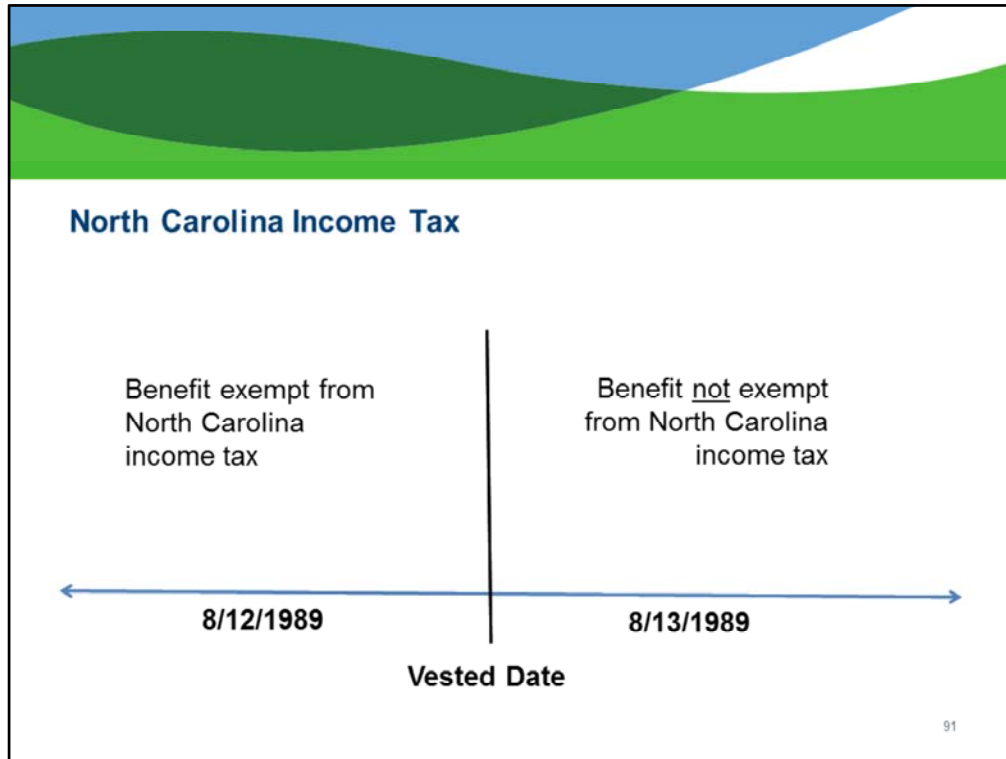 North Carolina Income Tax
Benefit exempt from
North Carolina
income tax
Benefit not exempt
from North Carolina
income tax
8/12/1989
8/13/1989
Vested Date
91